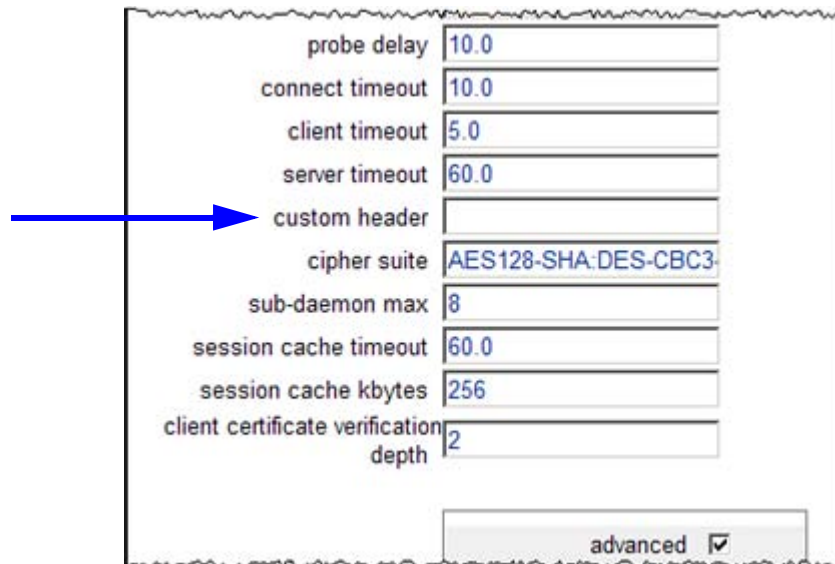 probe delay 10.0
connect timeout 10.0
client timeout 5.0
server timeout 60.0
custom header
cipher suite AES128-SHA:DES-CBC3-
sub-daemon max 8
session cache timeout 60.0
session cache kbytes 256
client certificate verification
depth 2
advanced